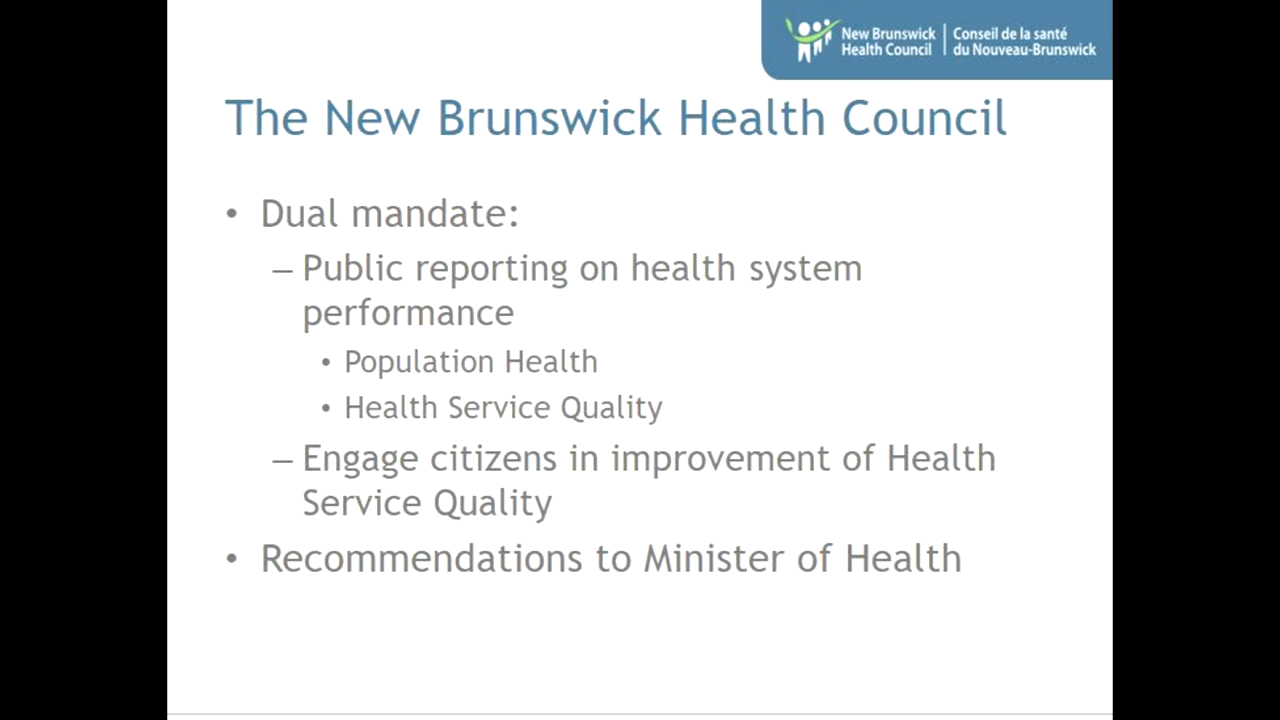 New Brunswick
Health Council
Conseil de la santé
du Nouveau-Brunswick
The New Brunswick Health Council
• Dual mandate:
– Public reporting on health system
performance
• Population Health
• Health Service Quality
– Engage citizens in improvement of Health
Service Quality
• Recommendations to Minister of Health